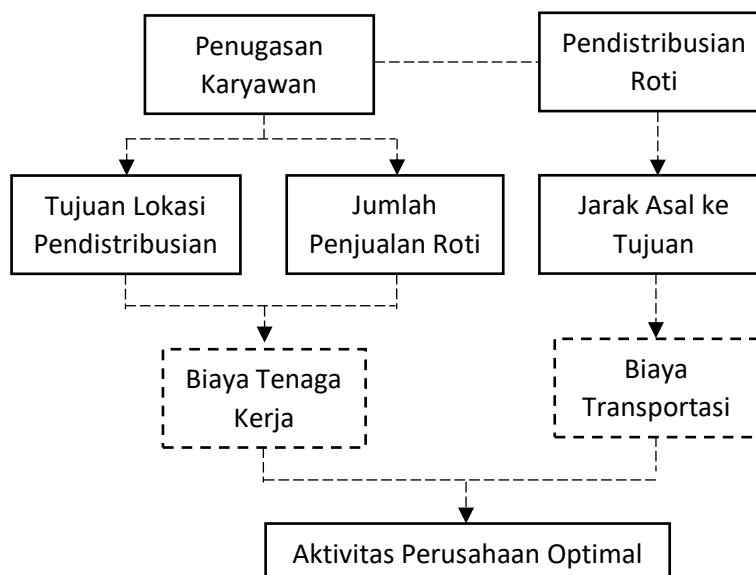 Penugasan
Karyawan
Pendistribusian
Roti
Tujuan Lokasi
Pendistribusian
Jumlah
Penjualan Roti
Jarak Asal ke
Tujuan
Biaya Tenaga
Kerja
Biaya
Transportasi
Aktivitas Perusahaan Optimal